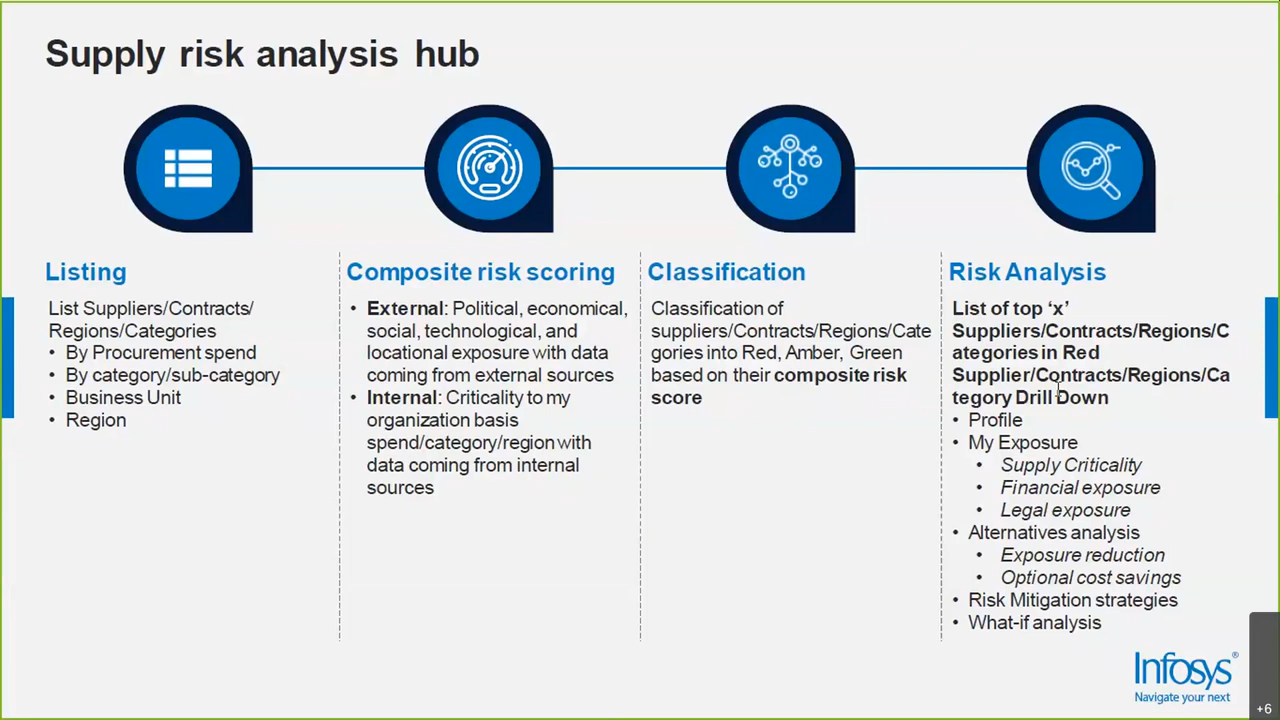 Supply risk analysis hub
Listing
List Suppliers/Contracts/
Regions/Categories
• By Procurement spend
• By category/sub-category
• Business Unit
• Region
Composite risk scoring
• External: Political, economical,
social, technological, and
locational exposure with data
coming from external sources
• Internal: Criticality to my
organization basis
spend/category/region with
data coming from internal
sources
Classification
Classification of
suppliers/Contracts/Regions/Cate
gories into Red, Amber, Green
based on their composite risk
score
Risk Analysis
List of top ‘x’
Suppliers/Contracts/Regions/C
ategories in Red
Supplier/Contracts/Regions/Ca
tegory Drill Down
• Profile
• My Exposure
• Supply Criticality
• Financial exposure
• Legal exposure
• Alternatives analysis
• Exposure reduction
• Optional cost savings
• Risk Mitigation strategies
• What-if analysis
Infosys®
Navigate your next
+6